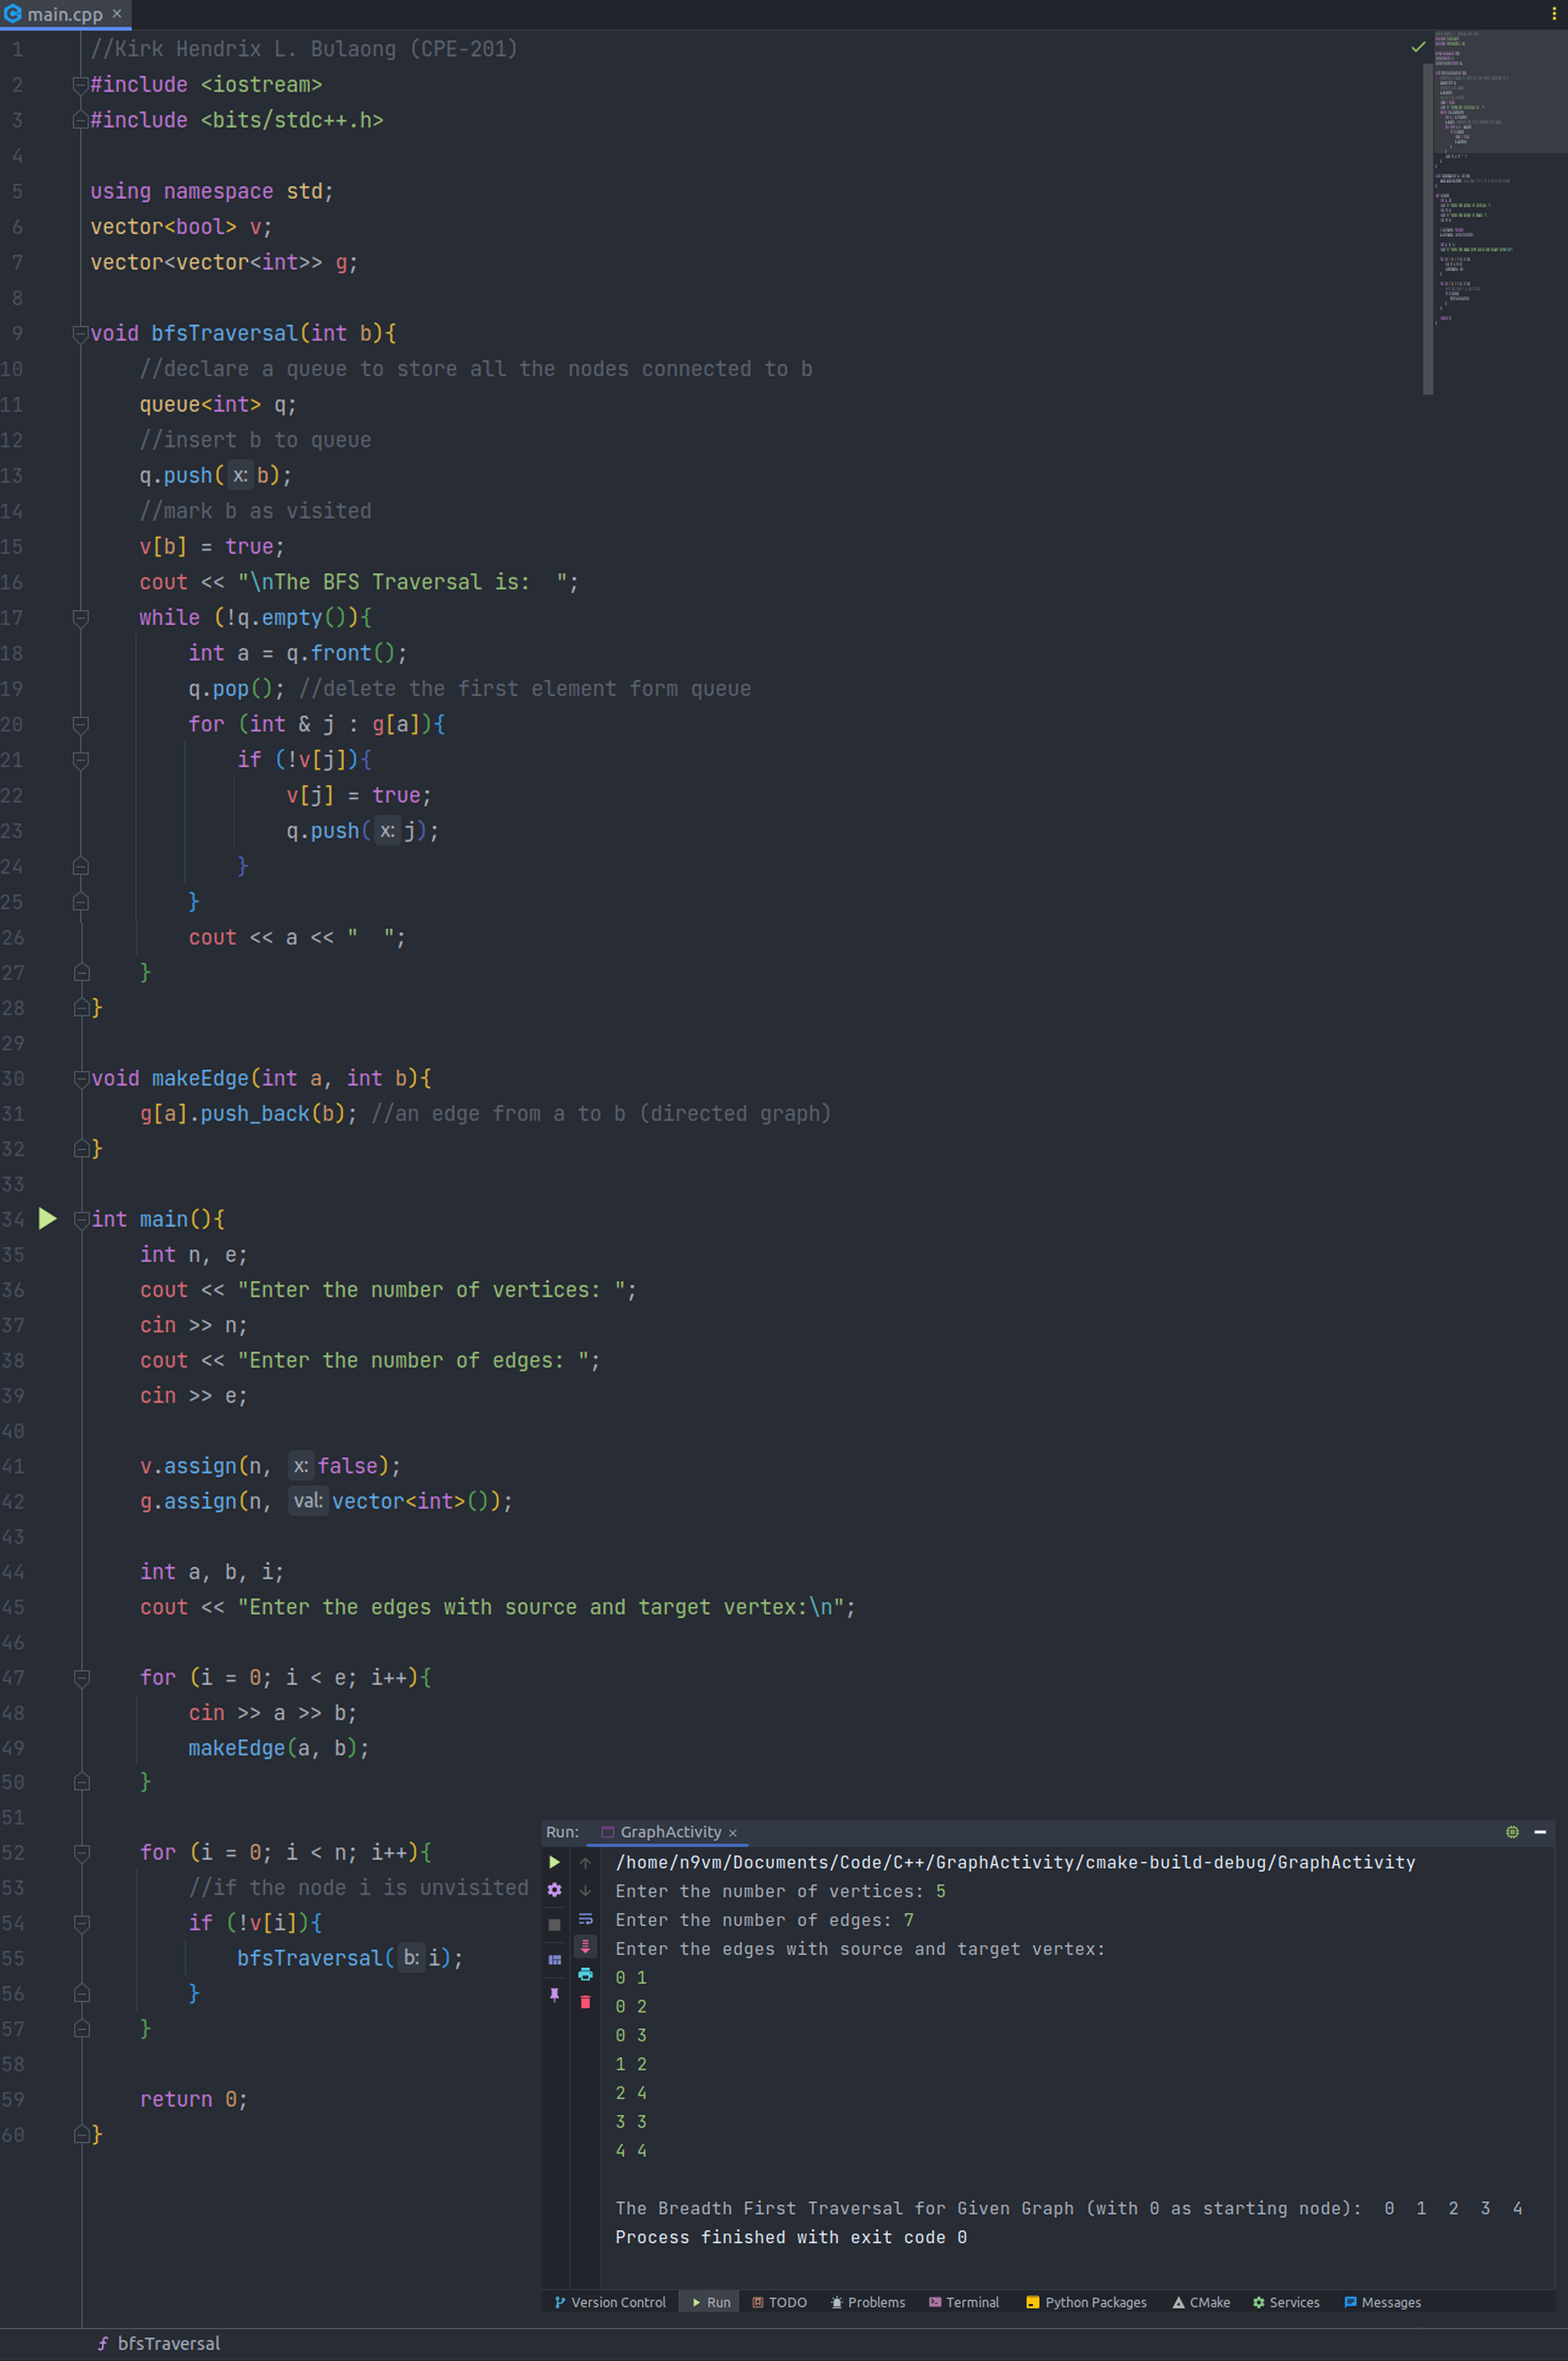 main.cpp ×
1 //Kirk Hendrix L. Bulaong (CPE-201)
2 #include <iostream>
3 #include <bits/stdc++.h>
4
5 using namespace std;
6 vector<bool> v;
7 vector<vector<int>> g;
8
9 void bfsTraversal(int b){
10 //declare a queue to store all the nodes connected to b
11 queue<int> q;
12 //insert b to queue
13 q.push( x: b);
14 //mark b as visited
15 v[b] = true;
16 cout << "\nThe BFS Traversal is:  ";
17 while (!q.empty()){
18 int a = q.front();
19 q.pop(); //delete the first element form queue
20 for (int & j : g[a]){
21 if (!v[j]){
22 v[j] = true;
23 q.push( x: j);
24 }
25 }
26 cout << a << "  ";
27 }
28 }
29
30 void makeEdge(int a, int b){
31 g[a].push_back(b); //an edge from a to b (directed graph)
32 }
33
34 int main(){
35 int n, e;
36 cout << "Enter the number of vertices: ";
37 cin >> n;
38 cout << "Enter the number of edges: ";
39 cin >> e;
40
41 v.assign(n, x: false);
42 g.assign(n, val: vector<int>());
43
44 int a, b, i;
45 cout << "Enter the edges with source and target vertex:\n";
46
47 for (i = 0; i < e; i++){
48 cin >> a >> b;
49 makeEdge(a, b);
50 }
51
52 for (i = 0; i < n; i++){
53 //if the node i is unvisited
54 if (!v[i]){
55 bfsTraversal( b: i);
56 }
57 }
58
59 return 0;
60 }
Run: GraphActivity ×
/home/n9vm/Documents/Code/C++/GraphActivity/cmake-build-debug/GraphActivity
Enter the number of vertices: 5
Enter the number of edges: 7
Enter the edges with source and target vertex:
0 1
0 2
0 3
1 2
2 4
3 3
4 4
The Breadth First Traversal for Given Graph (with 0 as starting node):  0  1  2  3  4
Process finished with exit code 0
Version Control Run TODO Problems Terminal Python Packages CMake Services Messages
f bfsTraversal